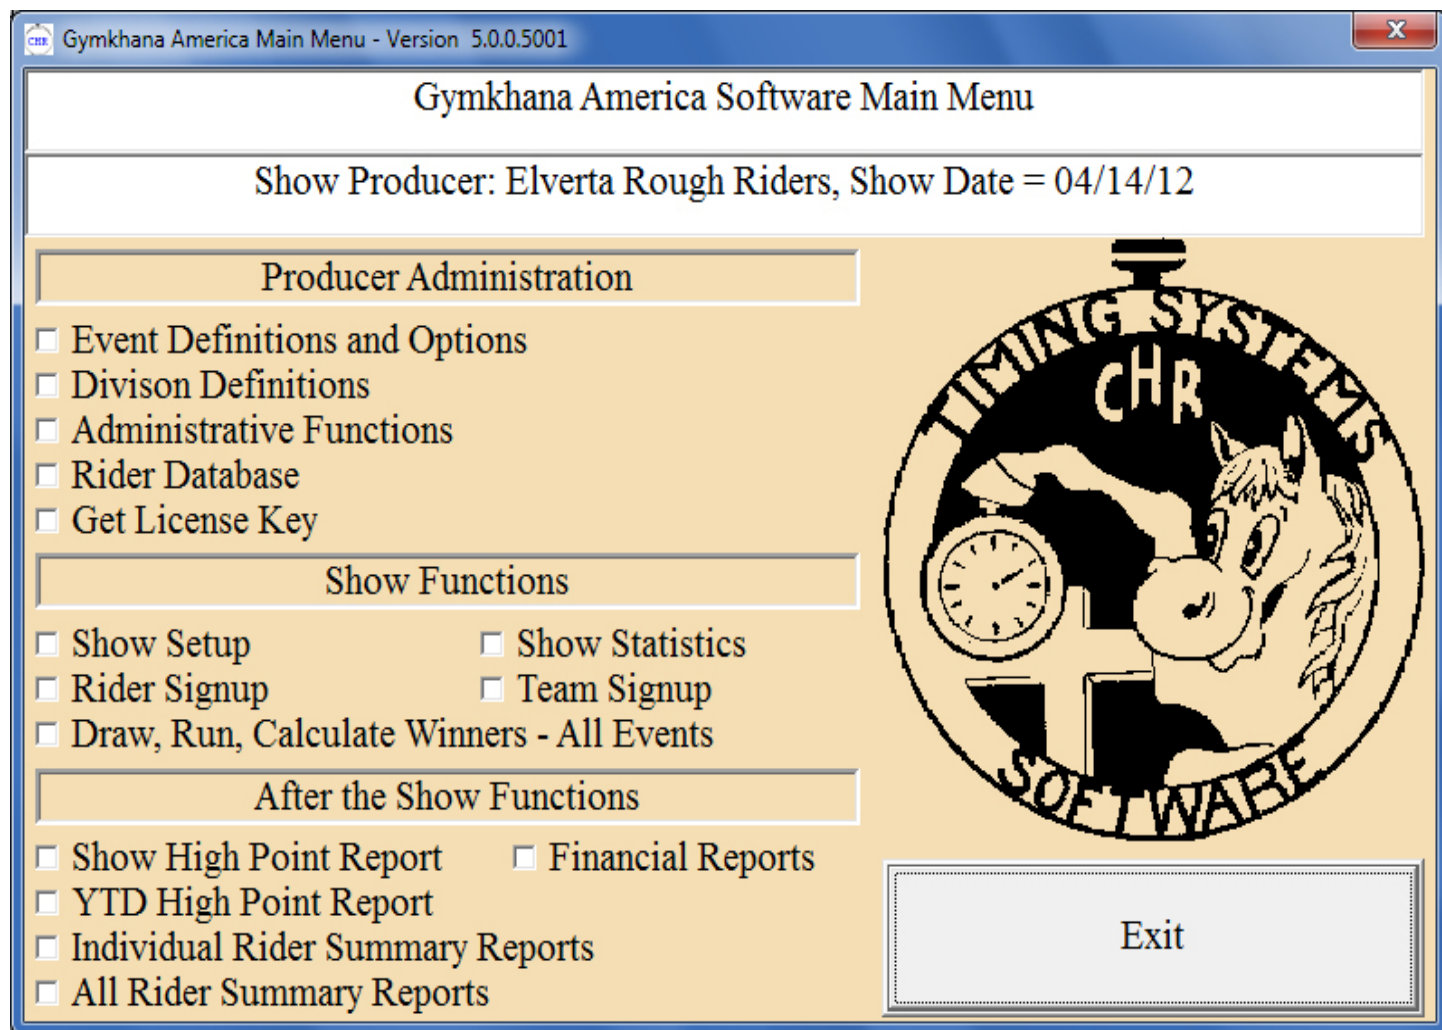 CHR Gymkhana America Main Menu - Version 5.0.0.5001
X
Gymkhana America Software Main Menu
Show Producer: Elverta Rough Riders, Show Date = 04/14/12
Producer Administration
Event Definitions and Options
Divison Definitions
Administrative Functions
Rider Database
Get License Key
Show Functions
Show Setup Show Statistics
Rider Signup Team Signup
Draw, Run, Calculate Winners - All Events
After the Show Functions
Show High Point Report Financial Reports
YTD High Point Report
Individual Rider Summary Reports
All Rider Summary Reports
TIMING SYSTEMS
CHR
SOFTWARE
Exit